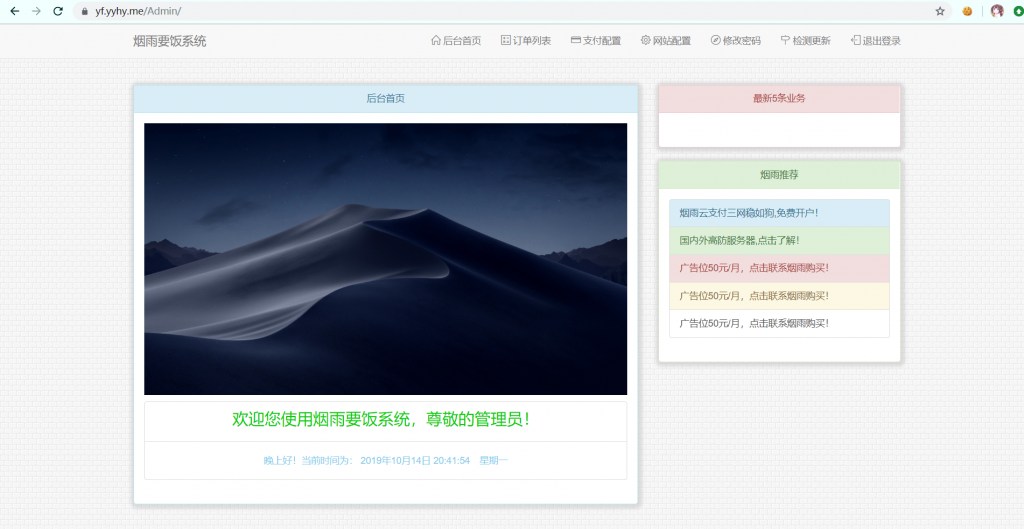 yf.yyhy.me/Admin/
烟雨要饭系统
后台首页 订单列表 支付配置 网站配置 修改密码 检测更新 退出登录
后台首页
欢迎您使用烟雨要饭系统，尊敬的管理员！
晚上好！当前时间为： 2019年10月14日 20:41:54 星期一
最新5条业务
烟雨推荐
烟雨云支付三网稳如狗,免费开户！
国内外高防服务器,点击了解！
广告位50元/月，点击联系烟雨购买！
广告位50元/月，点击联系烟雨购买！
广告位50元/月，点击联系烟雨购买！